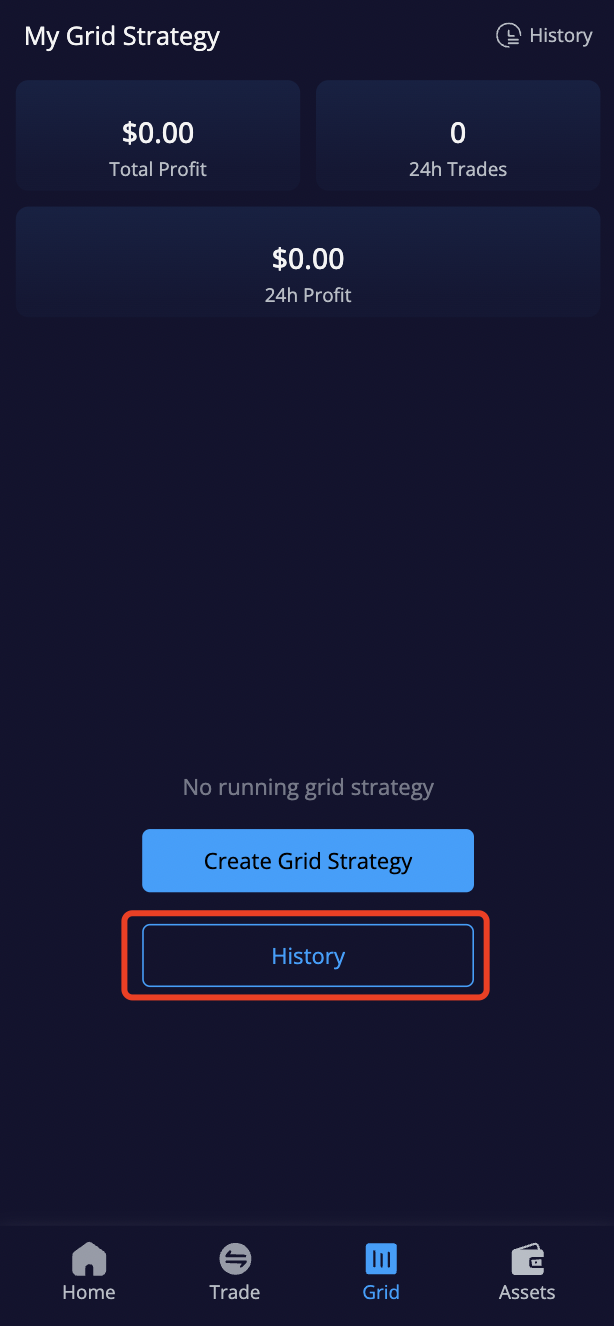 My Grid Strategy
History
$0.00
Total Profit
0
24h Trades
$0.00
24h Profit
No running grid strategy
Create Grid Strategy
History
Home
Trade
Grid
Assets